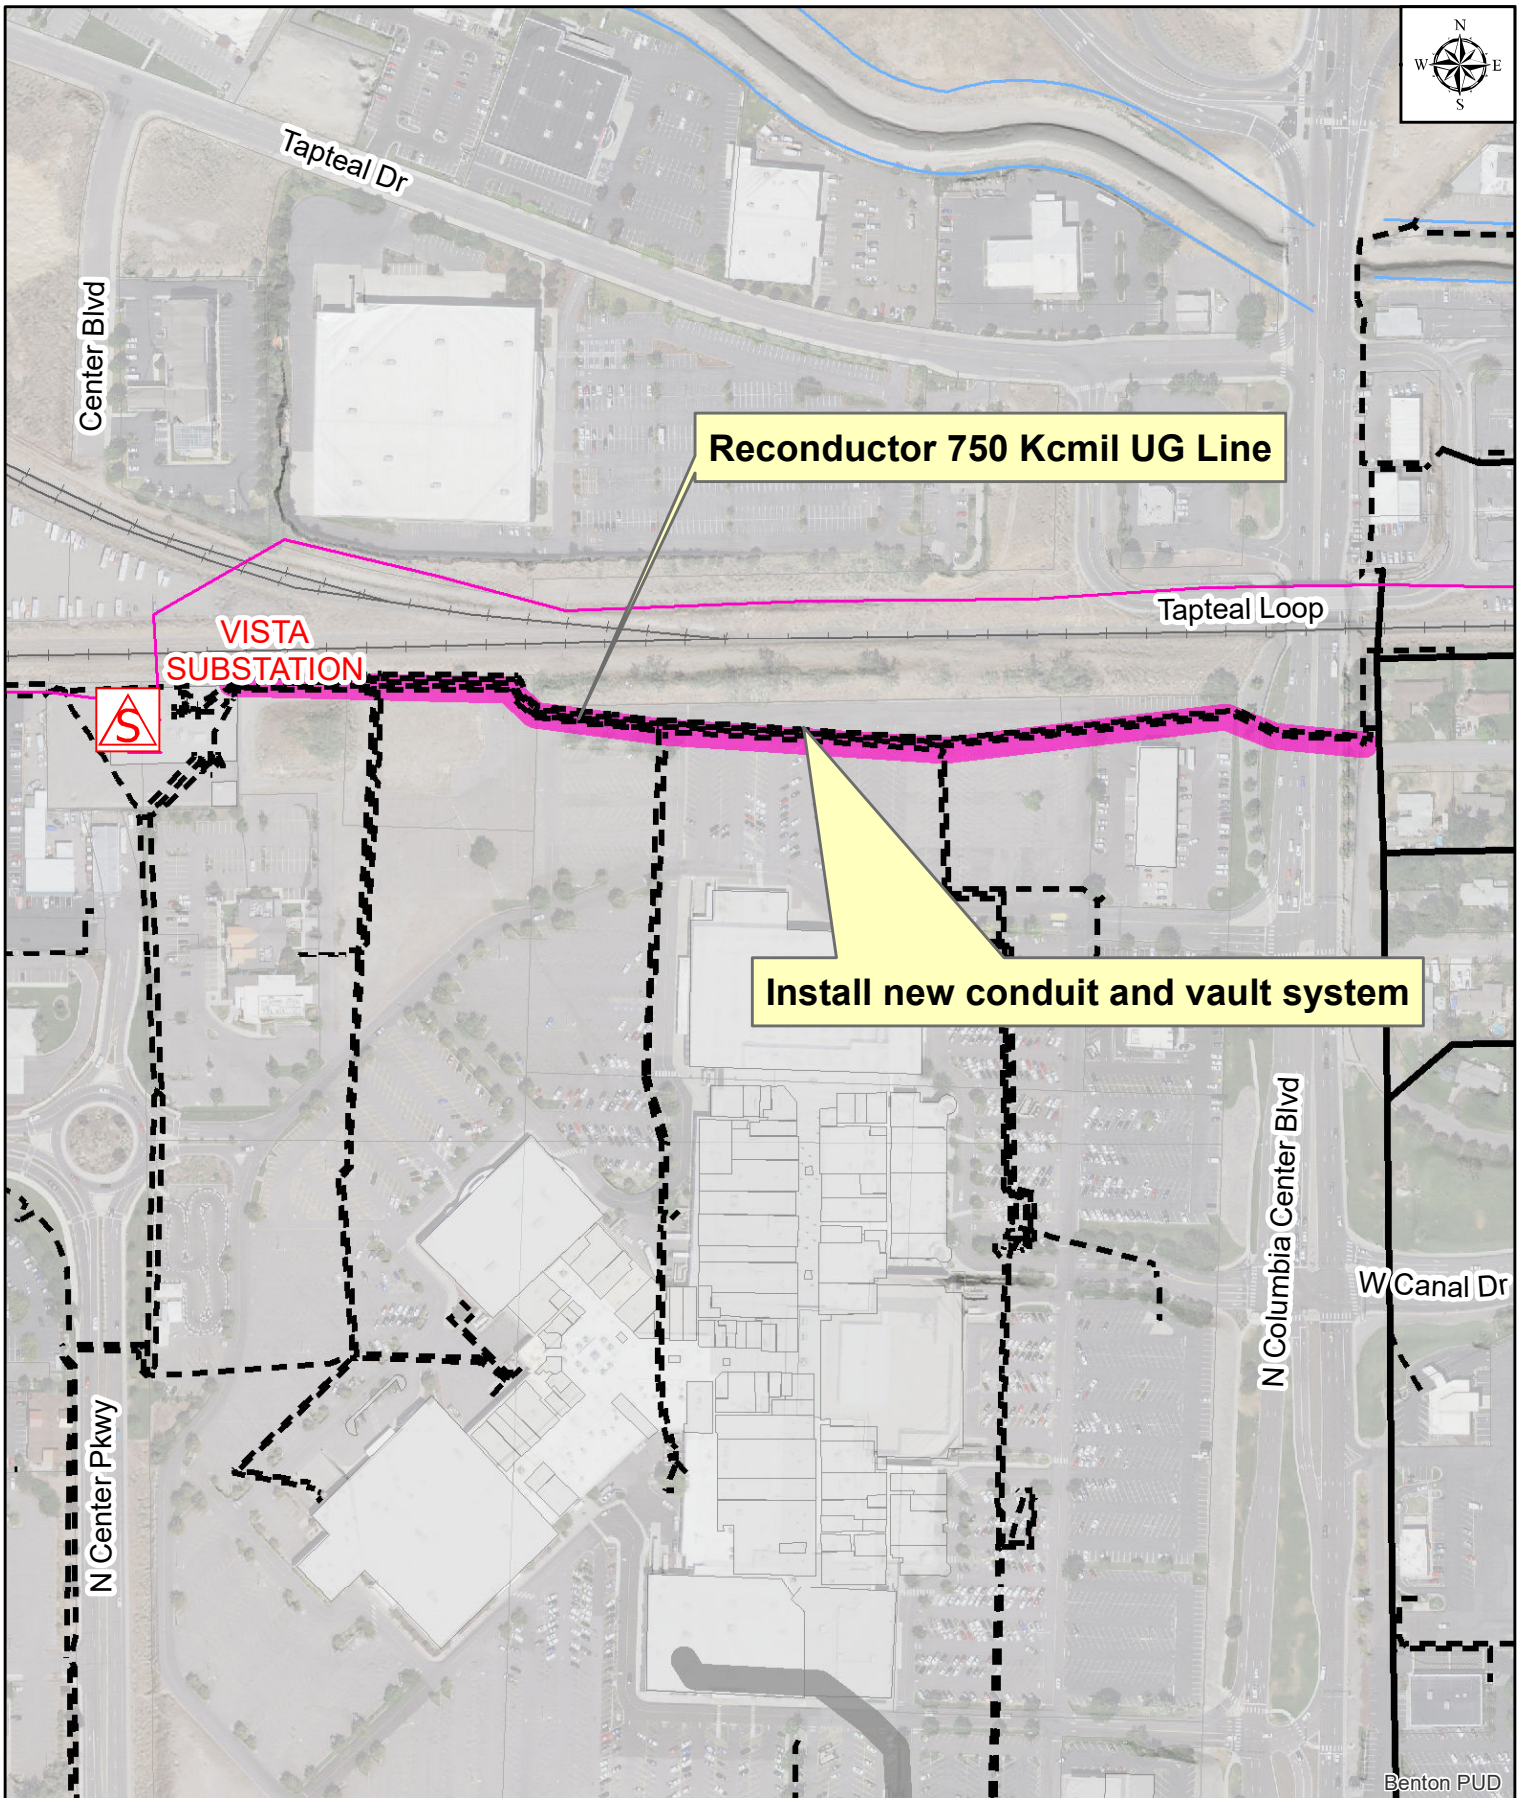 N
W E
S
Tapteal Dr
Center Blvd
Reconductor 750 Kcmil UG Line
Tapteal Loop
VISTA
SUBSTATION
S
Install new conduit and vault system
N Columbia Center Blvd
W Canal Dr
N Center Pkwy
Benton PUD